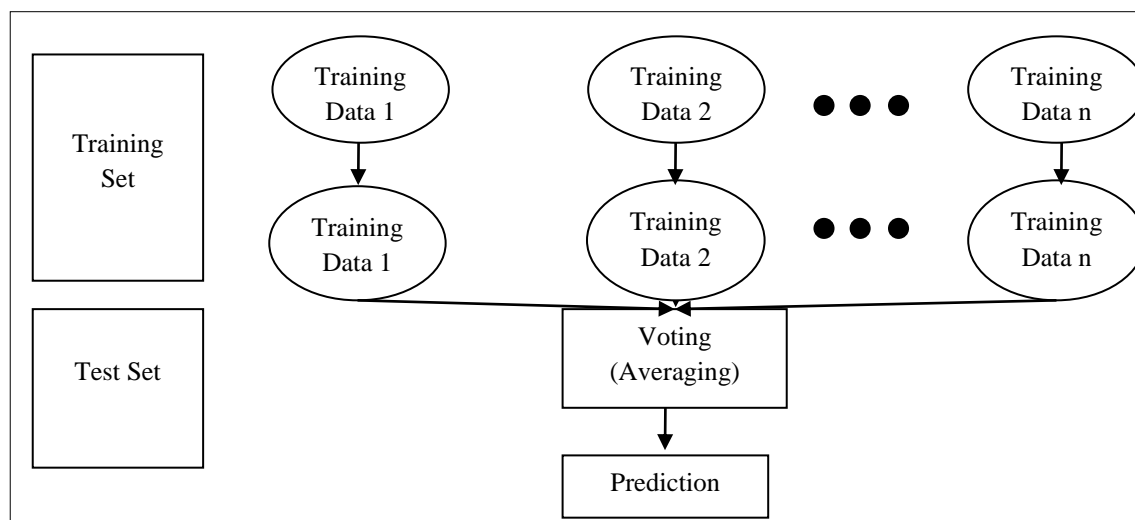 Training
Set
Training
Data 1
Training
Data 2
Training
Data n
Training
Data 1
Training
Data 2
Training
Data n
Test Set
Voting
(Averaging)
Prediction